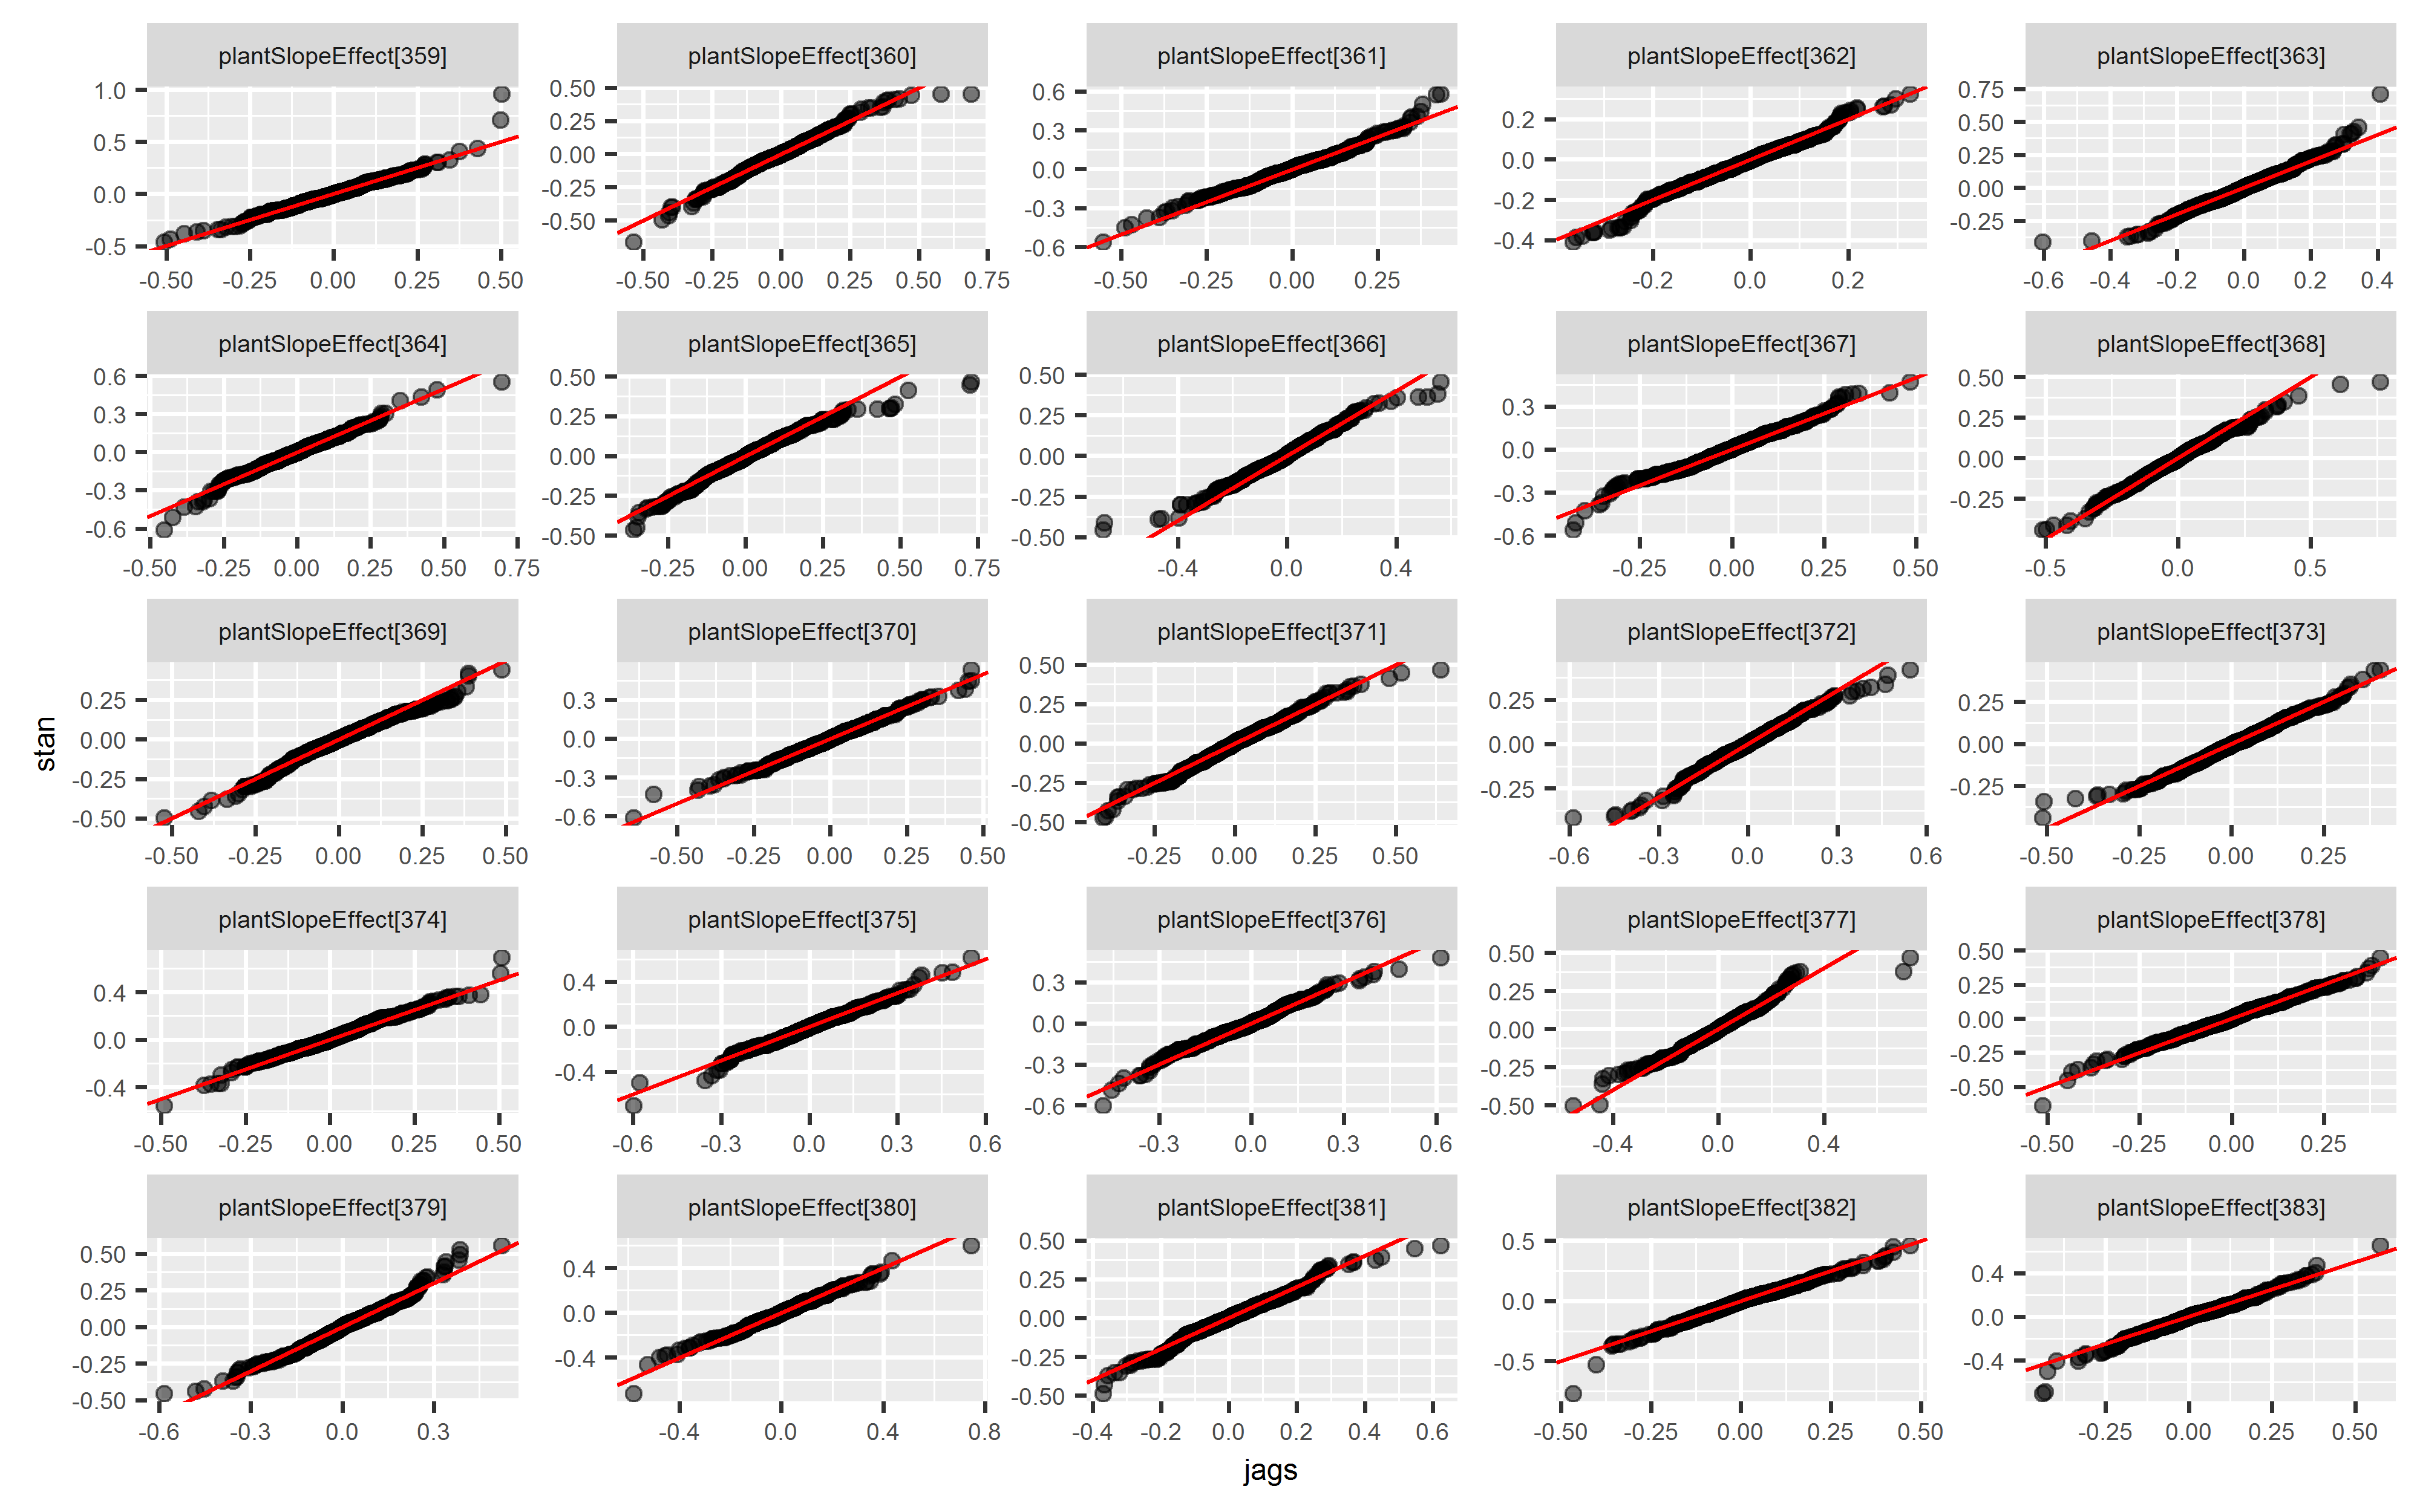 plantSlopeEffect[359] plantSlopeEffect[360] plantSlopeEffect[361] plantSlopeEffect[362] plantSlopeEffect[363]
1.0 0.50 0.6 0.2 0.75
0.5 0.25 0.3 0.0 0.50
0.0 0.00 0.0 -0.2 0.25
-0.5 -0.25 -0.3 -0.4 0.00
-0.50 -0.6 -0.25
-0.50 -0.25 0.00 0.25 0.50 -0.50 -0.25 0.00 0.25 0.50 0.75 -0.50 -0.25 0.00 0.25 -0.2 0.0 0.2 -0.6 -0.4 -0.2 0.0 0.2 0.4
plantSlopeEffect[364] plantSlopeEffect[365] plantSlopeEffect[366] plantSlopeEffect[367] plantSlopeEffect[368]
0.6 0.50 0.50 0.3 0.50
0.3 0.25 0.25 0.0 0.25
0.0 0.00 0.00 -0.3 0.00
-0.3 -0.25 -0.25 -0.6 -0.25
-0.6 -0.50 -0.50
-0.50 -0.25 0.00 0.25 0.50 0.75 -0.25 0.00 0.25 0.50 0.75 -0.4 0.0 0.4 -0.25 0.00 0.25 0.50 -0.5 0.0 0.5
plantSlopeEffect[369] plantSlopeEffect[370] plantSlopeEffect[371] plantSlopeEffect[372] plantSlopeEffect[373]
0.25 0.3 0.50 0.25 0.25
0.00 0.0 0.25 0.00 0.00
-0.25 -0.3 0.00 -0.25 -0.25
-0.50 -0.6 -0.25
-0.50
-0.50 -0.25 0.00 0.25 0.50 -0.50 -0.25 0.00 0.25 0.50 -0.25 0.00 0.25 0.50 -0.6 -0.3 0.0 0.3 0.6 -0.50 -0.25 0.00 0.25
stan
plantSlopeEffect[374] plantSlopeEffect[375] plantSlopeEffect[376] plantSlopeEffect[377] plantSlopeEffect[378]
0.4 0.4 0.3 0.50 0.50
0.0 0.0 0.0 0.25 0.25
-0.4 -0.4 -0.3 0.00 0.00
-0.6 -0.25 -0.25
-0.50 -0.50
-0.50 -0.25 0.00 0.25 0.50 -0.6 -0.3 0.0 0.3 0.6 -0.3 0.0 0.3 0.6 -0.4 0.0 0.4 -0.50 -0.25 0.00 0.25
plantSlopeEffect[379] plantSlopeEffect[380] plantSlopeEffect[381] plantSlopeEffect[382] plantSlopeEffect[383]
0.50 0.4 0.50 0.5 0.4
0.25 0.0 0.25 0.0 0.0
0.00 -0.4 0.00 -0.5 -0.4
-0.25 -0.25
-0.50 -0.50
-0.6 -0.3 0.0 0.3 -0.4 0.0 0.4 0.8 -0.4 -0.2 0.0 0.2 0.4 0.6 -0.50 -0.25 0.00 0.25 0.50 -0.25 0.00 0.25 0.50
jags